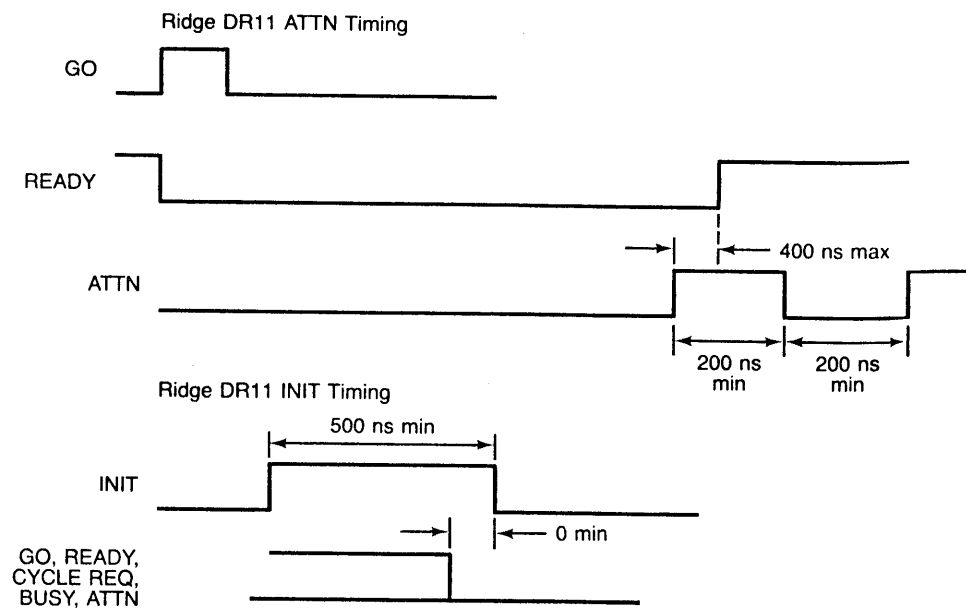 Ridge DR11 ATTN Timing
GO
READY
400 ns max
ATTN
200 ns
min
200 ns
min
Ridge DR11 INIT Timing
500 ns min
INIT
0 min
GO, READY,
CYCLE REQ,
BUSY, ATTN